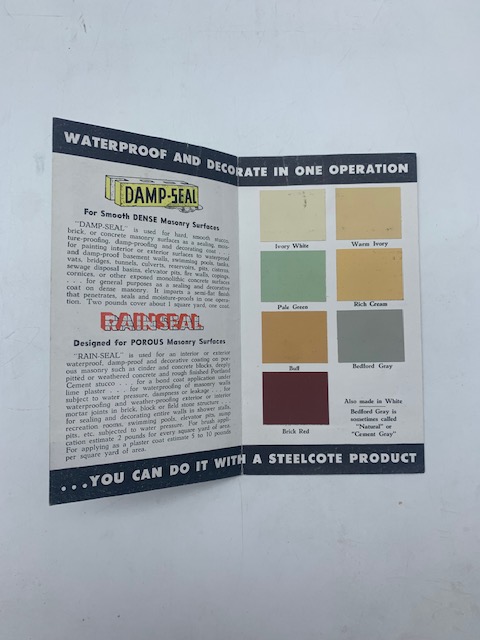 WATERPROOF AND DECORATE IN ONE OPERATION
DAMP-SEAL
For Smooth DENSE Masonry Surfaces
"DAMP-SEAL" is used for hard, smooth stucco,
brick, or concrete masonry surfaces as a sealing, mois-
ture-proofing, damp-proofing and decorating coat . . .
for painting interior or exterior surfaces to waterproof
and damp-proof basement walls, swimming pools, tanks,
vats, bridges, tunnels, culverts, reservoirs, pits, cisterns,
sewage disposal basins, elevator pits, fire walls, copings,
cornices, or other exposed monolithic concrete surfaces
. . . . for general purposes as a sealing and decorative
coat on dense masonry. It imparts a semi-flat finish
that penetrates, seals and moisture-proofs in one opera-
tion. Two pounds cover about 1 square yard, one coat.
RAINSEAL
Designed for POROUS Masonry Surfaces
"RAIN-SEAL" is used for an interior or exterior
waterproof, damp-proof and decorative coating on por-
ous masonry such as cinder and concrete blocks, deeply
pitted or weathered concrete and rough finished Portland
Cement stucco . . . for a bond coat application under
lime plaster . . . . for waterproofing of masonry walls
subject to water pressure, dampness or leakage . . . for
waterproofing and weather-proofing exterior or interior
mortar joints in brick, block or field stone structure . . .
for sealing and decorating entire walls in shower stalls,
recreation rooms, swimming pools, elevator pits, mine
pits, etc. subjected to water pressure. For brush appli-
cation estimate 2 pounds for every square yard of area.
For applying as a plaster coat estimate 5 to 10 pounds
per square yard of area.
Ivory White
Warm Ivory
Pale Green
Rich Cream
Buff
Bedford Gray
Brick Red
Also made in White
Bedford Gray is
sometimes called
"Natural" or
"Cement Gray"
. . . YOU CAN DO IT WITH A STEELCOTE PRODUCT